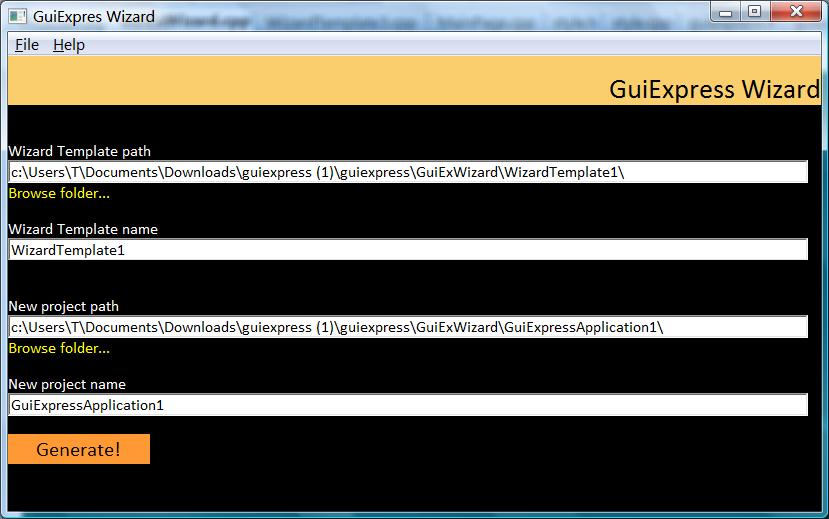 GuiExpress Wizard
File Help
GuiExpress Wizard
Wizard Template path
c:\Users\T\Documents\Downloads\guiexpress (1)\guiexpress\GuiExWizard\WizardTemplate1\
Browse folder...
Wizard Template name
WizardTemplate1
New project path
c:\Users\T\Documents\Downloads\guiexpress (1)\guiexpress\GuiExWizard\GuiExpressApplication1\
Browse folder...
New project name
GuiExpressApplication1
Generate!